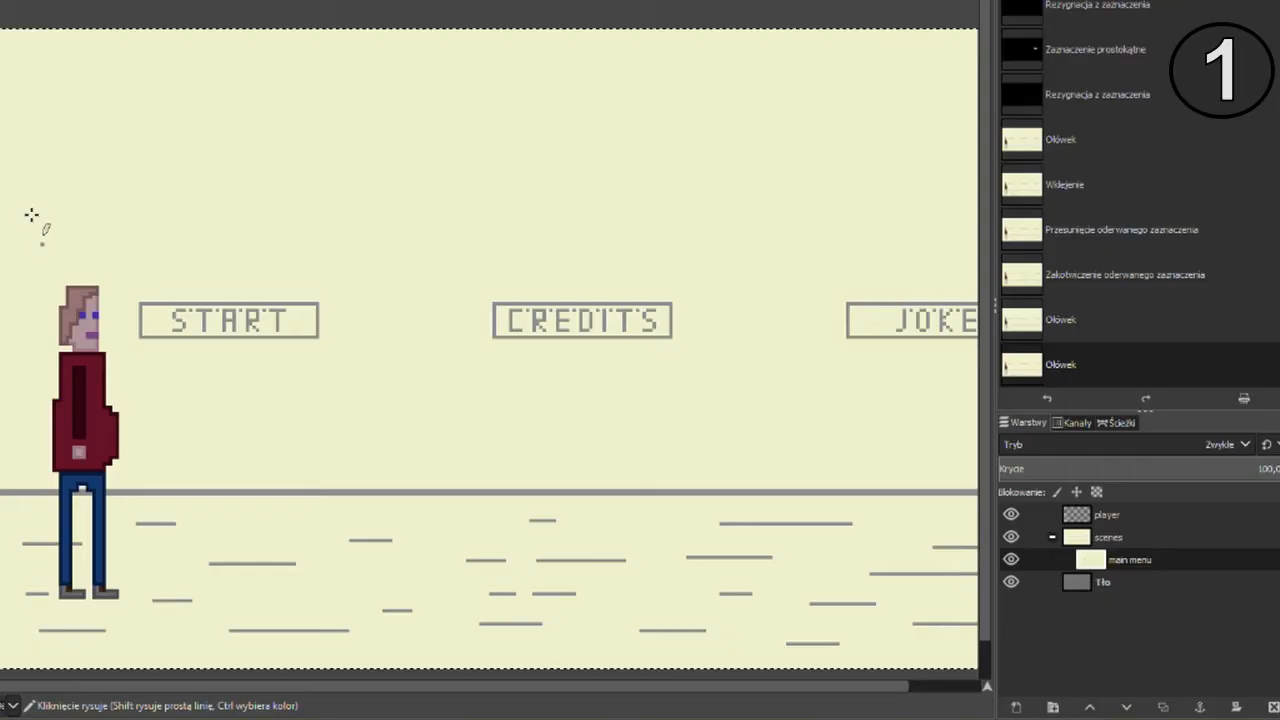 Rezygnacja z zaznaczenia
1
Zaznaczenie prostokątne
Rezygnacja z zaznaczenia
Ołówek
Wklejenie
Przesunięcie oderwanego zaznaczenia
Zakotwiczenie oderwanego zaznaczenia
Ołówek
Ołówek
START
CREDITS
JOKE
Warstwy
Kanały
Ścieżki
Tryb
Zwykłe
Krycie
100,0
Blokowanie:
player
scenes
main menu
Tło
Kliknięcie rysuje (Shift rysuje prostą linię, Ctrl wybiera kolor)